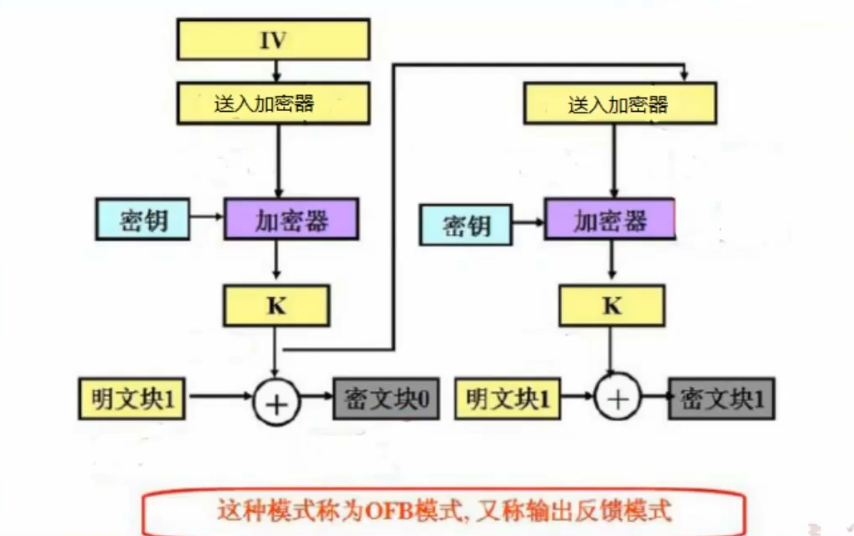 IV
送入加密器
送入加密器
密钥
加密器
密钥
加密器
K
K
明文块1
密文块0
明文块1
密文块1
这种模式称为OFB模式, 又称输出反馈模式